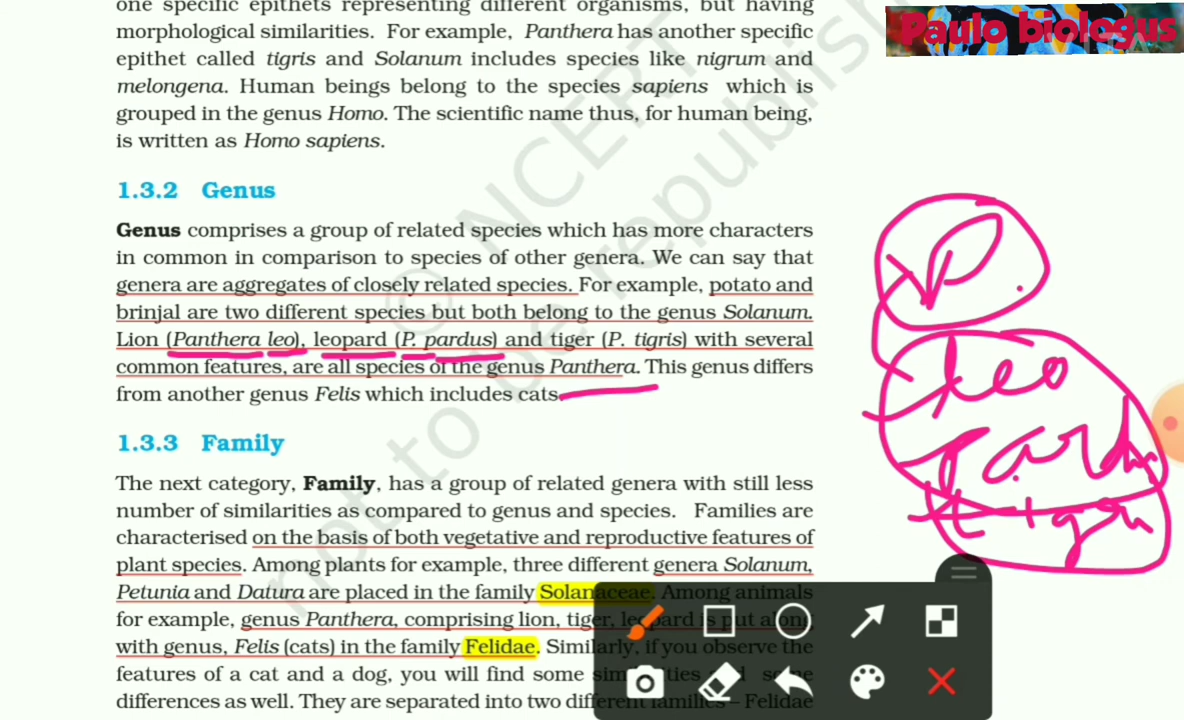 one specific epithets representing different organisms, but having
morphological similarities. For example, Panthera has another specific
epithet called tigris and Solanum includes species like nigrum and
melongena. Human beings belong to the species sapiens which is
grouped in the genus Homo. The scientific name thus, for human being,
is written as Homo sapiens.
Paulo biologus
1.3.2 Genus
Genus comprises a group of related species which has more characters
in common in comparison to species of other genera. We can say that
genera are aggregates of closely related species. For example, potato and
brinjal are two different species but both belong to the genus Solanum.
Lion (Panthera leo), leopard (P. pardus) and tiger (P. tigris) with several
common features, are all species of the genus Panthera. This genus differs
from another genus Felis which includes cats.
P.
leo
1.3.3 Family
The next category, Family, has a group of related genera with still less
number of similarities as compared to genus and species. Families are
characterised on the basis of both vegetative and reproductive features of
plant species. Among plants for example, three different genera Solanum,
Petunia and Datura are placed in the family Solanaceae. Among animals
for example, genus Panthera, comprising lion, tiger, leopard is put along
with genus, Felis (cats) in the family Felidae. Similarly, if you observe the
features of a cat and a dog, you will find some similarities and some
differences as well. They are separated into two different families – Felidae
© NCERT
not to be republish